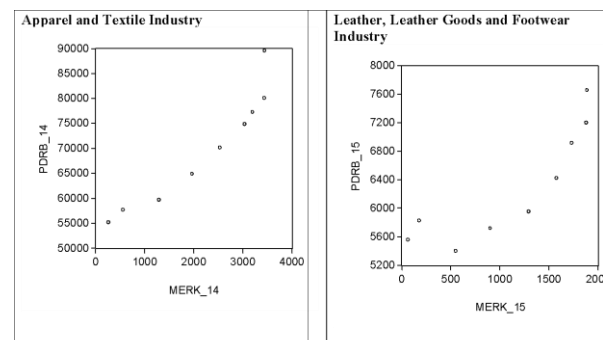 Apparel and Textile Industry
90000
85000
80000
75000
70000
65000
60000
55000
50000
PDRB_14
0 1000 2000 3000 4000
MERK_14
Leather, Leather Goods and Footwear
Industry
8000
7600
7200
6800
6400
6000
5600
5200
PDRB_15
0 500 1000 1500 200
MERK_15